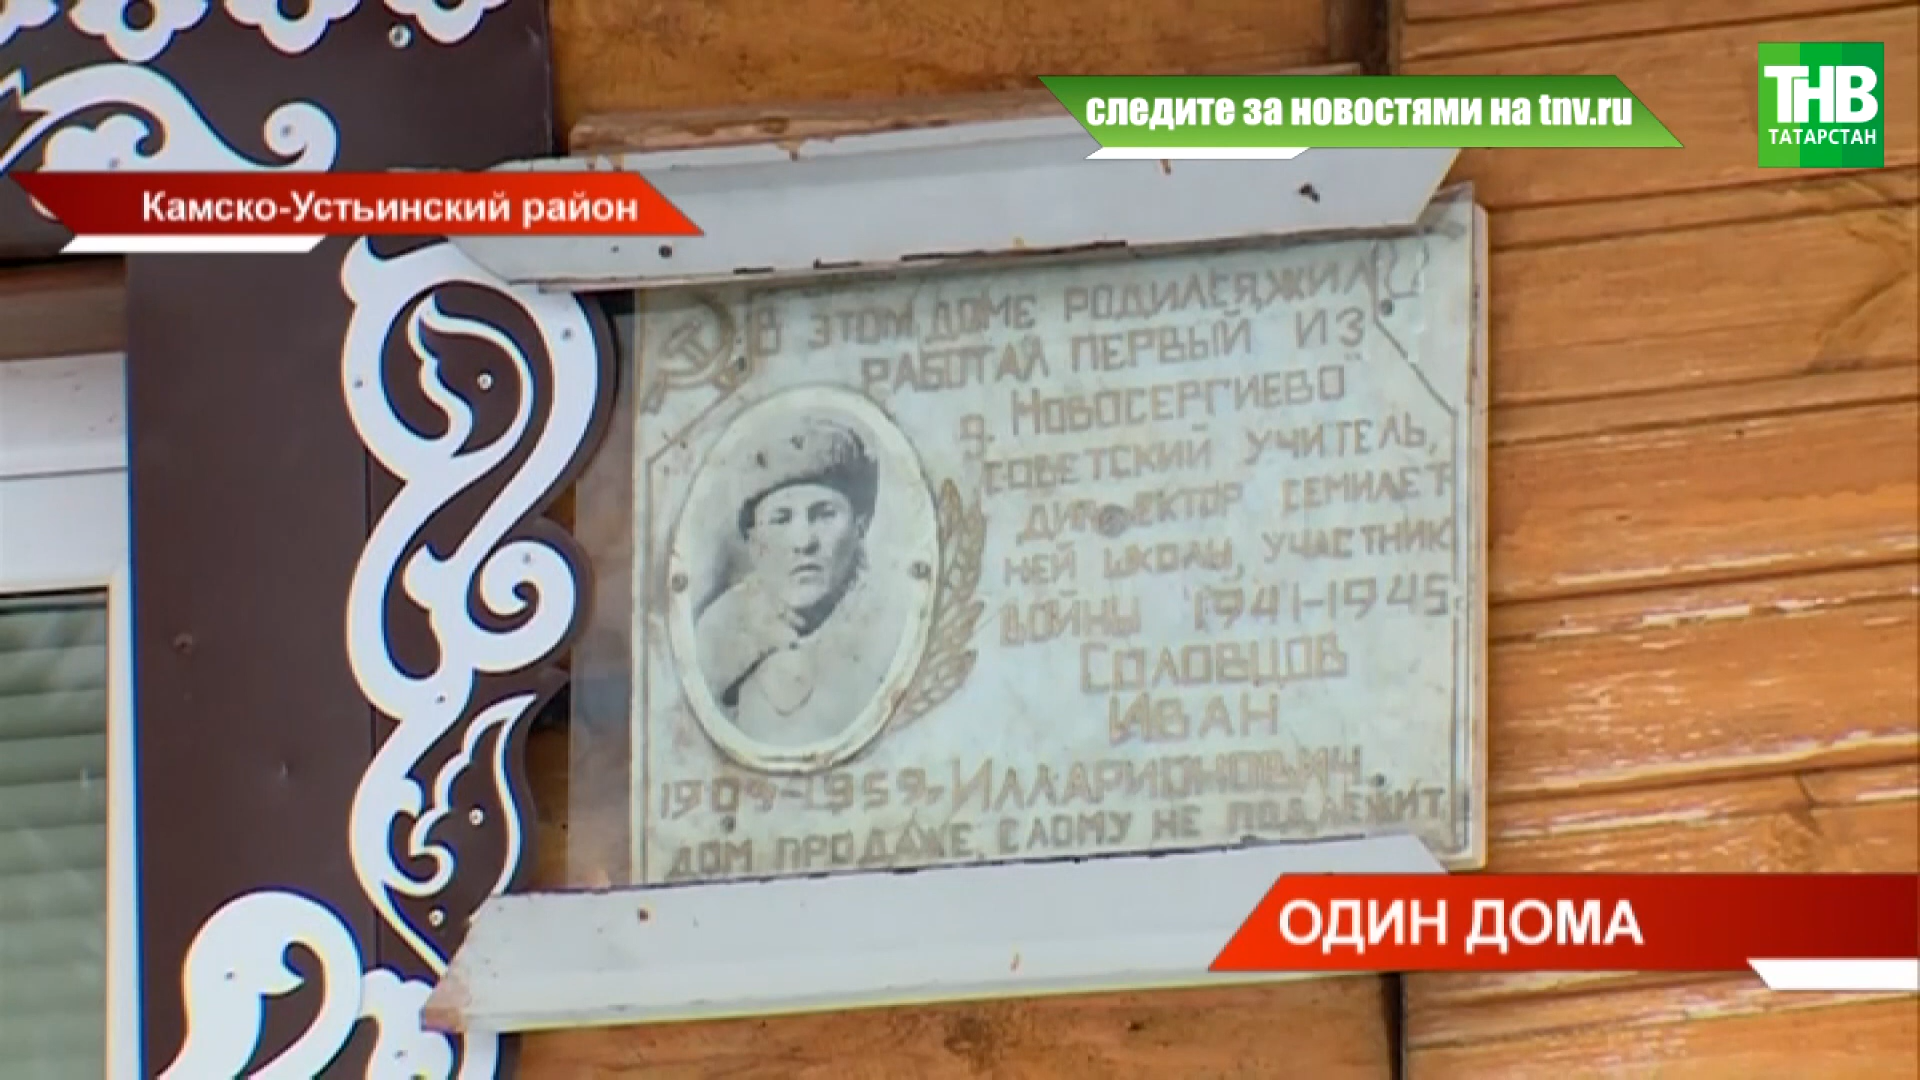 следите за новостями на tnv.ru
ТНВ
ТАТАРСТАН
Камско-Устьинский район
В ЭТОМ ДОМЕ РОДИЛСЯ, ЖИЛ
РАБОТАЛ ПЕРВЫЙ ИЗ
д. НОВОСЕРГИЕВО
СОВЕТСКИЙ УЧИТЕЛЬ,
ДИРЕКТОР СЕМИЛЕТ
НЕЙ ШКОЛЫ, УЧАСТНИК
ВОЙНЫ 1941-1945
СОЛОВЦОВ
ИВАН
1909-1959г. ИЛЛАРИОНОВИЧ
ДОМ ПРОДАЖЕ, СЛОМУ НЕ ПОДЛЕЖИТ
ОДИН ДОМА